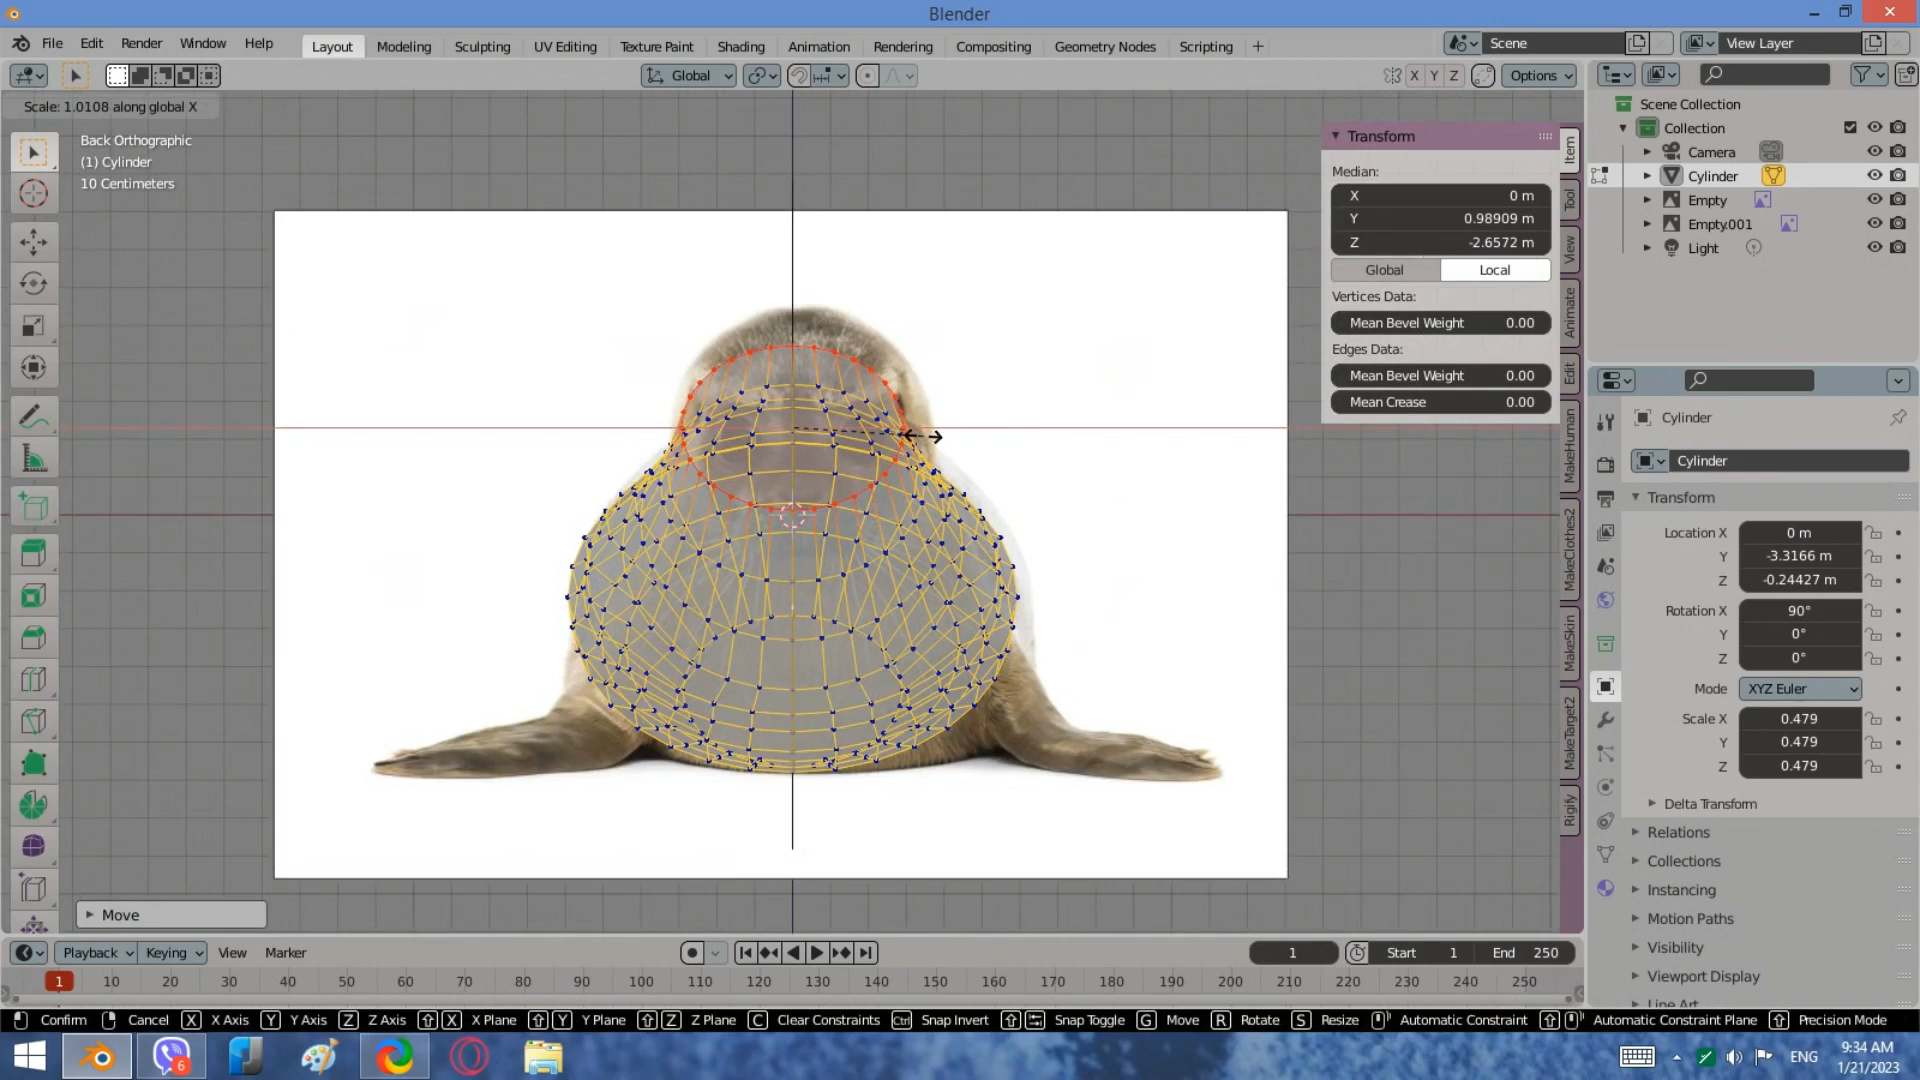 Blender
File Edit Render Window Help Layout Modeling Sculpting UV Editing Texture Paint Shading Animation Rendering Compositing Geometry Nodes Scripting + Scene View Layer
Global X Y Z Options
Scale: 1.0108 along global X
Back Orthographic
(1) Cylinder
10 Centimeters
Transform
Median:
X 0 m
Y 0.98909 m
Z -2.6572 m
Global Local
Vertices Data:
Mean Bevel Weight 0.00
Edges Data:
Mean Bevel Weight 0.00
Mean Crease 0.00
Item
Tool
View
Animate
Edit
MakeHuman
MakeClothes2
MakeSkin
MakeTarget2
Rigify
Scene Collection
Collection
Camera
Cylinder
Empty
Empty.001
Light
Cylinder
Cylinder
Transform
Location X 0 m
Y -3.3166 m
Z -0.24427 m
Rotation X 90°
Y 0°
Z 0°
Mode XYZ Euler
Scale X 0.479
Y 0.479
Z 0.479
Delta Transform
Relations
Collections
Instancing
Motion Paths
Visibility
Viewport Display
Line Art
Move
Playback Keying View Marker 1 Start 1 End 250
1 10 20 30 40 50 60 70 80 90 100 110 120 130 140 150 160 170 180 190 200 210 220 230 240 250
Confirm Cancel X X Axis Y Y Axis Z Z Axis X X Plane Y Y Plane Z Z Plane C Clear Constraints Ctrl Snap Invert Snap Toggle G Move R Rotate S Resize Automatic Constraint Automatic Constraint Plane Precision Mode
6 ENG 9:34 AM
1/21/2023